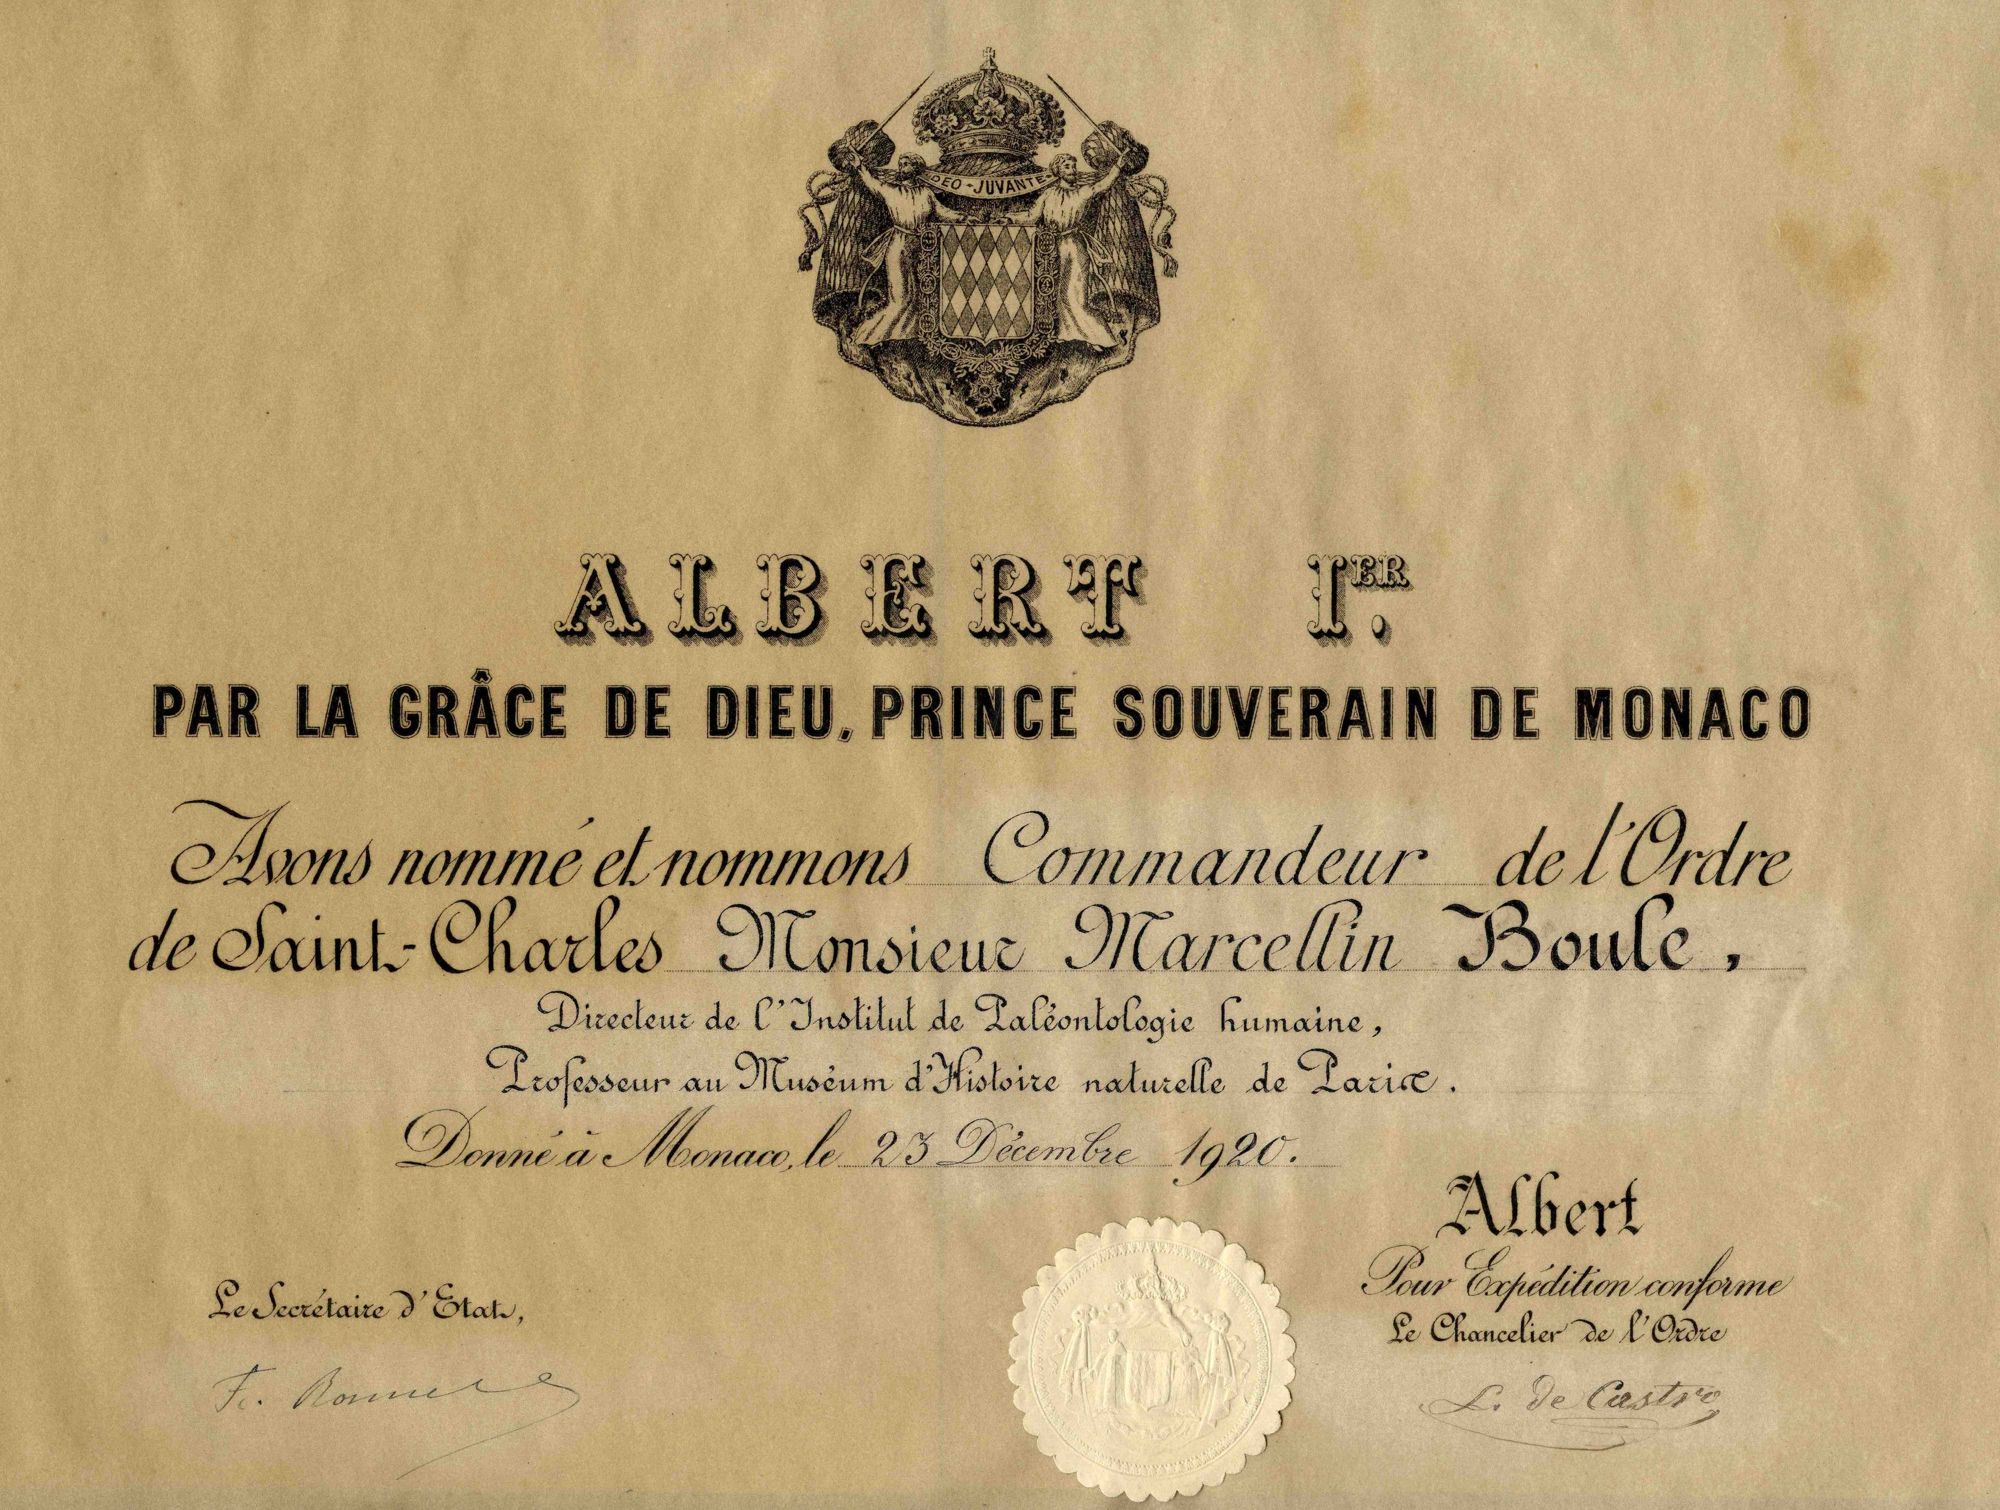 DEO-JUVANTE
ALBERT IER.
PAR LA GRÂCE DE DIEU, PRINCE SOUVERAIN DE MONACO
Avons nommé et nommons Commandeur de l'Ordre
de Saint-Charles Monsieur Marcellin Boule,
Directeur de l'Institut de Paléontologie humaine,
Professeur au Muséum d'Histoire naturelle de Paris.
Donné à Monaco, le 23 Décembre 1920.
Albert
Pour Expédition conforme
Le Chancelier de l'Ordre
L. de Castro
Le Secrétaire d'Etat,
Fr.